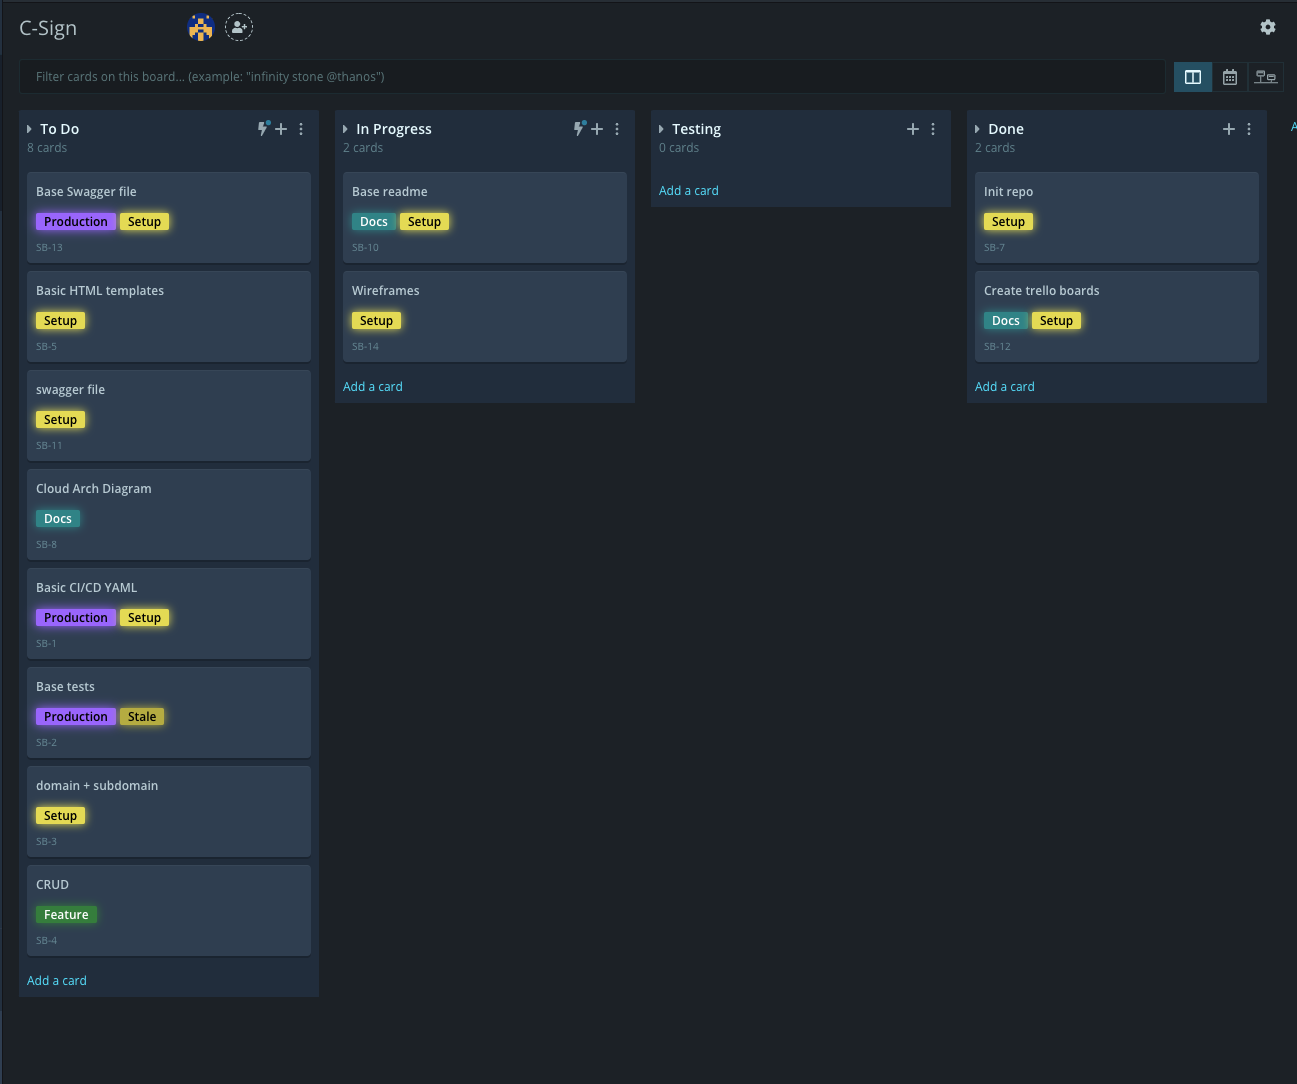 C-Sign
Filter cards on this board... (example: "infinity stone @thanos")
To Do
8 cards
Base Swagger file
Production Setup
SB-13
Basic HTML templates
Setup
SB-5
swagger file
Setup
SB-11
Cloud Arch Diagram
Docs
SB-8
Basic CI/CD YAML
Production Setup
SB-1
Base tests
Production Stale
SB-2
domain + subdomain
Setup
SB-3
CRUD
Feature
SB-4
Add a card
In Progress
2 cards
Base readme
Docs Setup
SB-10
Wireframes
Setup
SB-14
Add a card
Testing
0 cards
Add a card
Done
2 cards
Init repo
Setup
SB-7
Create trello boards
Docs Setup
SB-12
Add a card